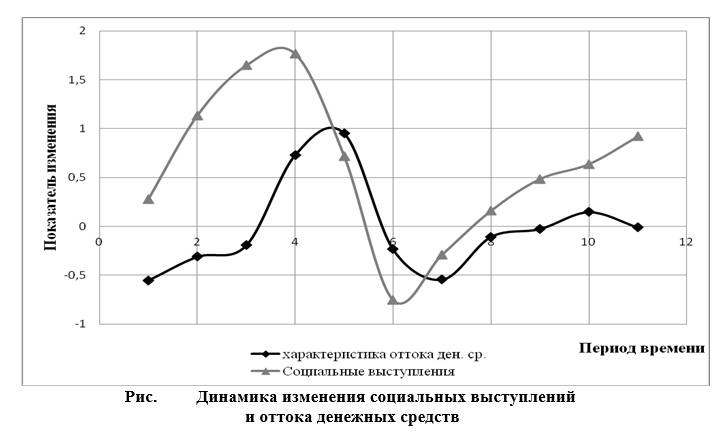 2
1,5
1
0,5
0
-0,5
-1
0
2
4
6
8
10
12
Показатель изменения
Период времени
характеристика оттока ден. ср.
Социальные выступления
Рис. Динамика изменения социальных выступлений
и оттока денежных средств